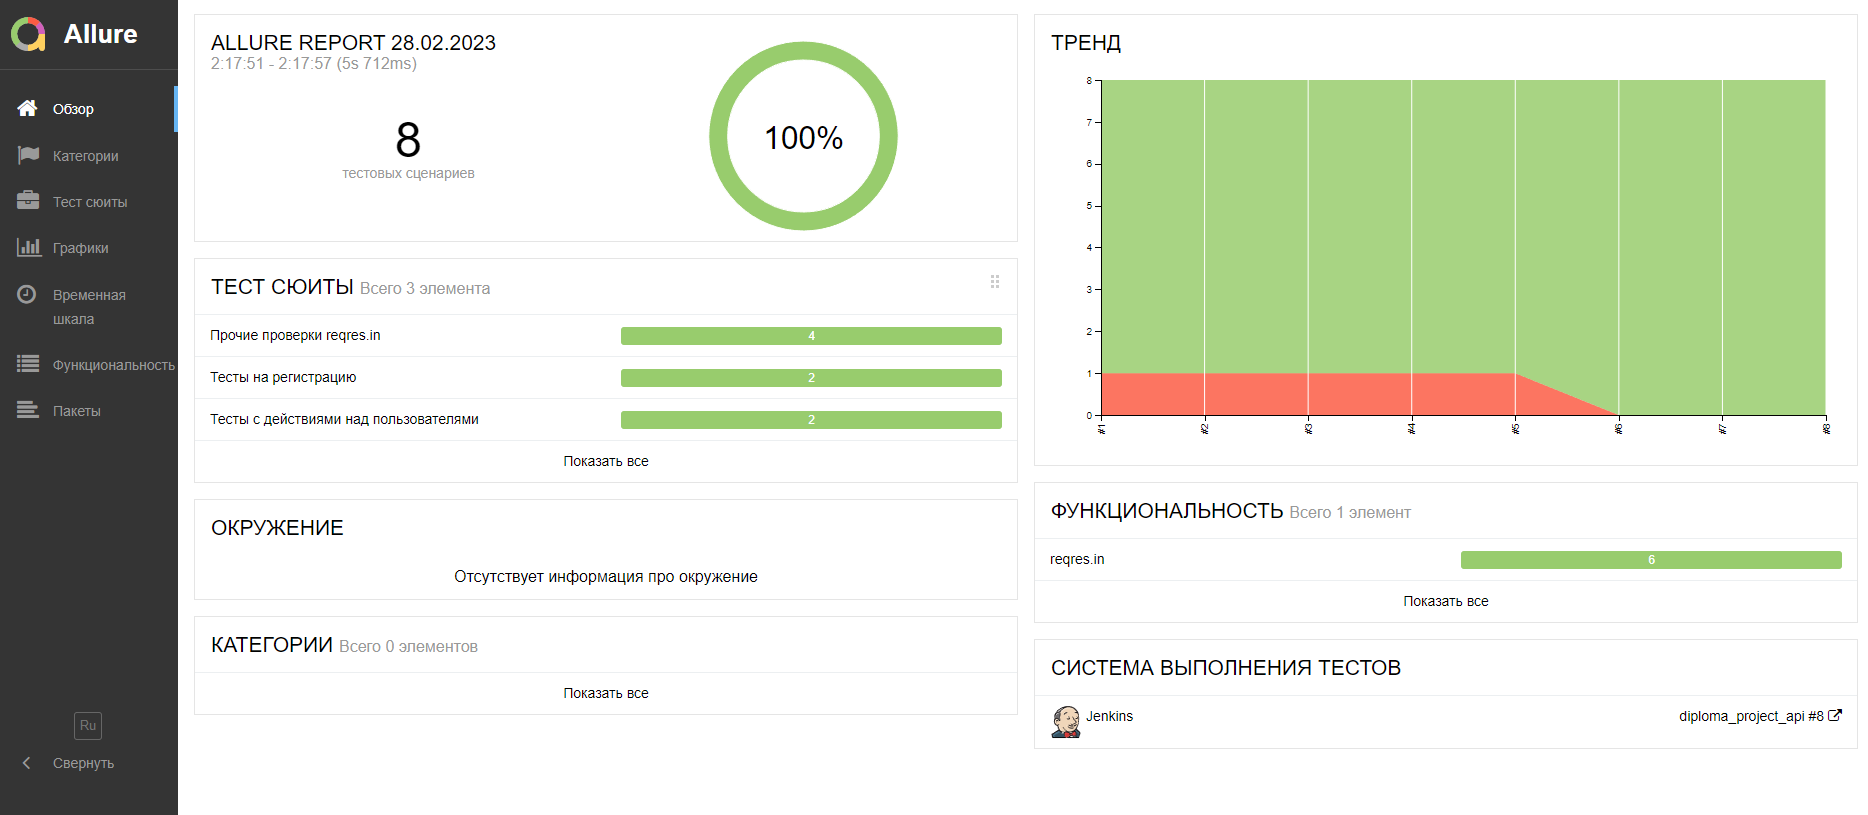 Allure
Обзор
Категории
Тест сюиты
Графики
Временная
шкала
Функциональность
Пакеты
Ru
Свернуть
ALLURE REPORT 28.02.2023
2:17:51 - 2:17:57 (5s 712ms)
8
тестовых сценариев
100%
ТЕСТ СЮИТЫ Всего 3 элемента
Прочие проверки reqres.in 4
Тесты на регистрацию 2
Тесты с действиями над пользователями 2
Показать все
ОКРУЖЕНИЕ
Отсутствует информация про окружение
КАТЕГОРИИ Всего 0 элементов
Показать все
ТРЕНД
8
7
6
5
4
3
2
1
0
#1 #2 #3 #4 #5 #6 #7 #8
ФУНКЦИОНАЛЬНОСТЬ Всего 1 элемент
reqres.in 6
Показать все
СИСТЕМА ВЫПОЛНЕНИЯ ТЕСТОВ
Jenkins diploma_project_api #8